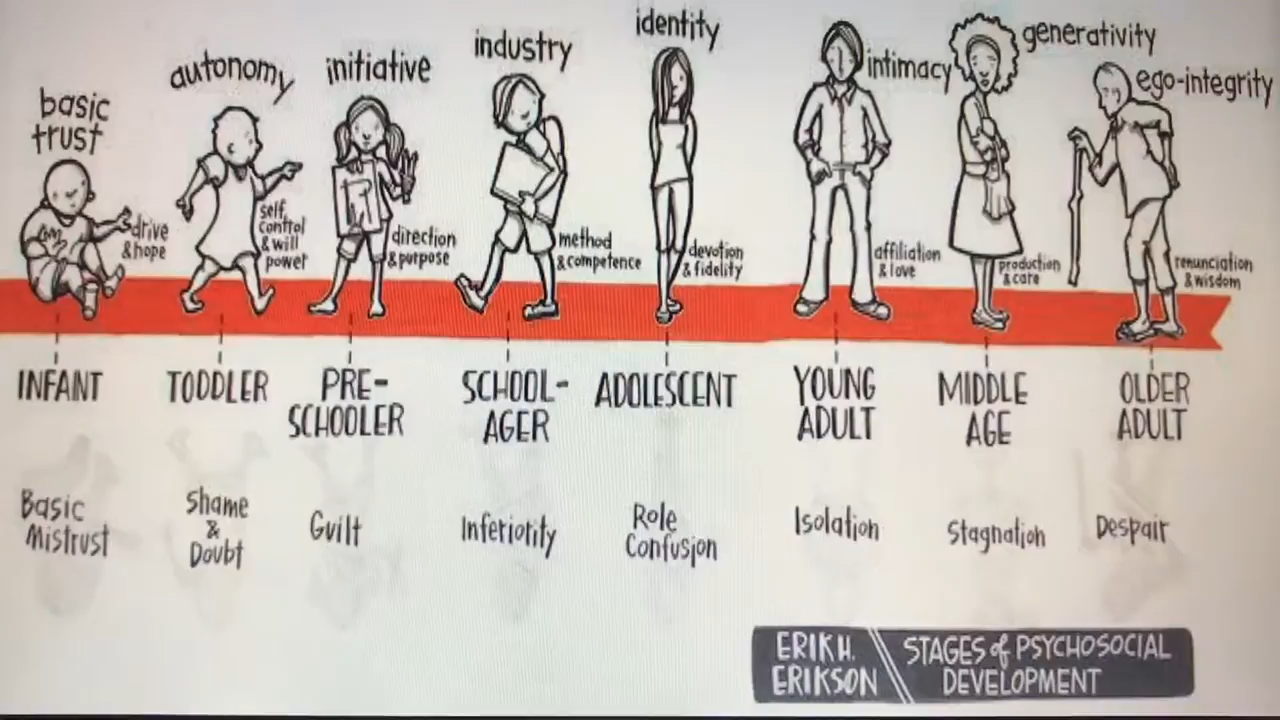 basic
trust
autonomy
initiative
industry
identity
intimacy
generativity
ego-integrity
drive
& hope
self
control
& will
power
direction
& purpose
method
& competence
devotion
& fidelity
affiliation
& love
production
& care
renunciation
& wisdom
INFANT
TODDLER
PRE-
SCHOOLER
SCHOOL-
AGER
ADOLESCENT
YOUNG
ADULT
MIDDLE
AGE
OLDER
ADULT
Basic
Mistrust
Shame
&
Doubt
Guilt
Inferiority
Role
Confusion
Isolation
Stagnation
Despair
ERIK H.
ERIKSON
STAGES of PSYCHOSOCIAL
DEVELOPMENT